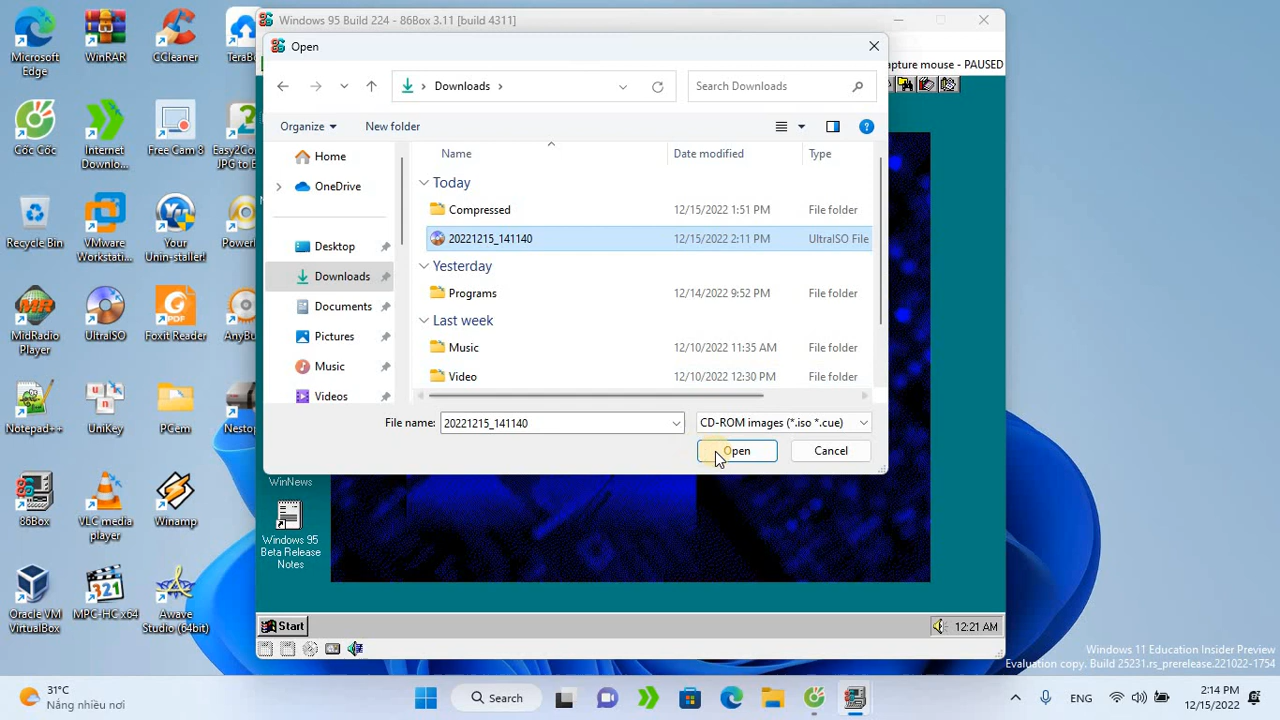 Microsoft
Edge
WinRAR
CCleaner
TeraBo
Cốc Cốc
Internet
Downlo...
Free Cam 8
Easy2Co
JPG to E
Recycle Bin
VMware
Workstati...
Your
Unin-staller!
Poweri
MidRadio
Player
UltraISO
Foxit Reader
AnyBu
Notepad++
UniKey
PCem
Nestop
86Box
VLC media
player
Winamp
Oracle VM
VirtualBox
MPC-HC x64
Awave
Studio (64bit)
Windows 95 Build 224 - 86Box 3.11 [build 4311]
apture mouse - PAUSED
Open
Downloads
Search Downloads
Organize
New folder
Home
OneDrive
Desktop
Downloads
Documents
Pictures
Music
Videos
Name
Date modified
Type
Today
Compressed
12/15/2022 1:51 PM
File folder
20221215_141140
12/15/2022 2:11 PM
UltraISO File
Yesterday
Programs
12/14/2022 9:52 PM
File folder
Last week
Music
12/10/2022 11:35 AM
File folder
Video
12/10/2022 12:30 PM
File folder
File name:
20221215_141140
CD-ROM images (*.iso *.cue)
Open
Cancel
WinNews
Windows 95
Beta Release
Notes
Start
12:21 AM
Windows 11 Education Insider Preview
Evaluation copy. Build 25231.rs_prerelease.221022-1754
31°C
Nắng nhiều nơi
Search
ENG
2:14 PM
12/15/2022